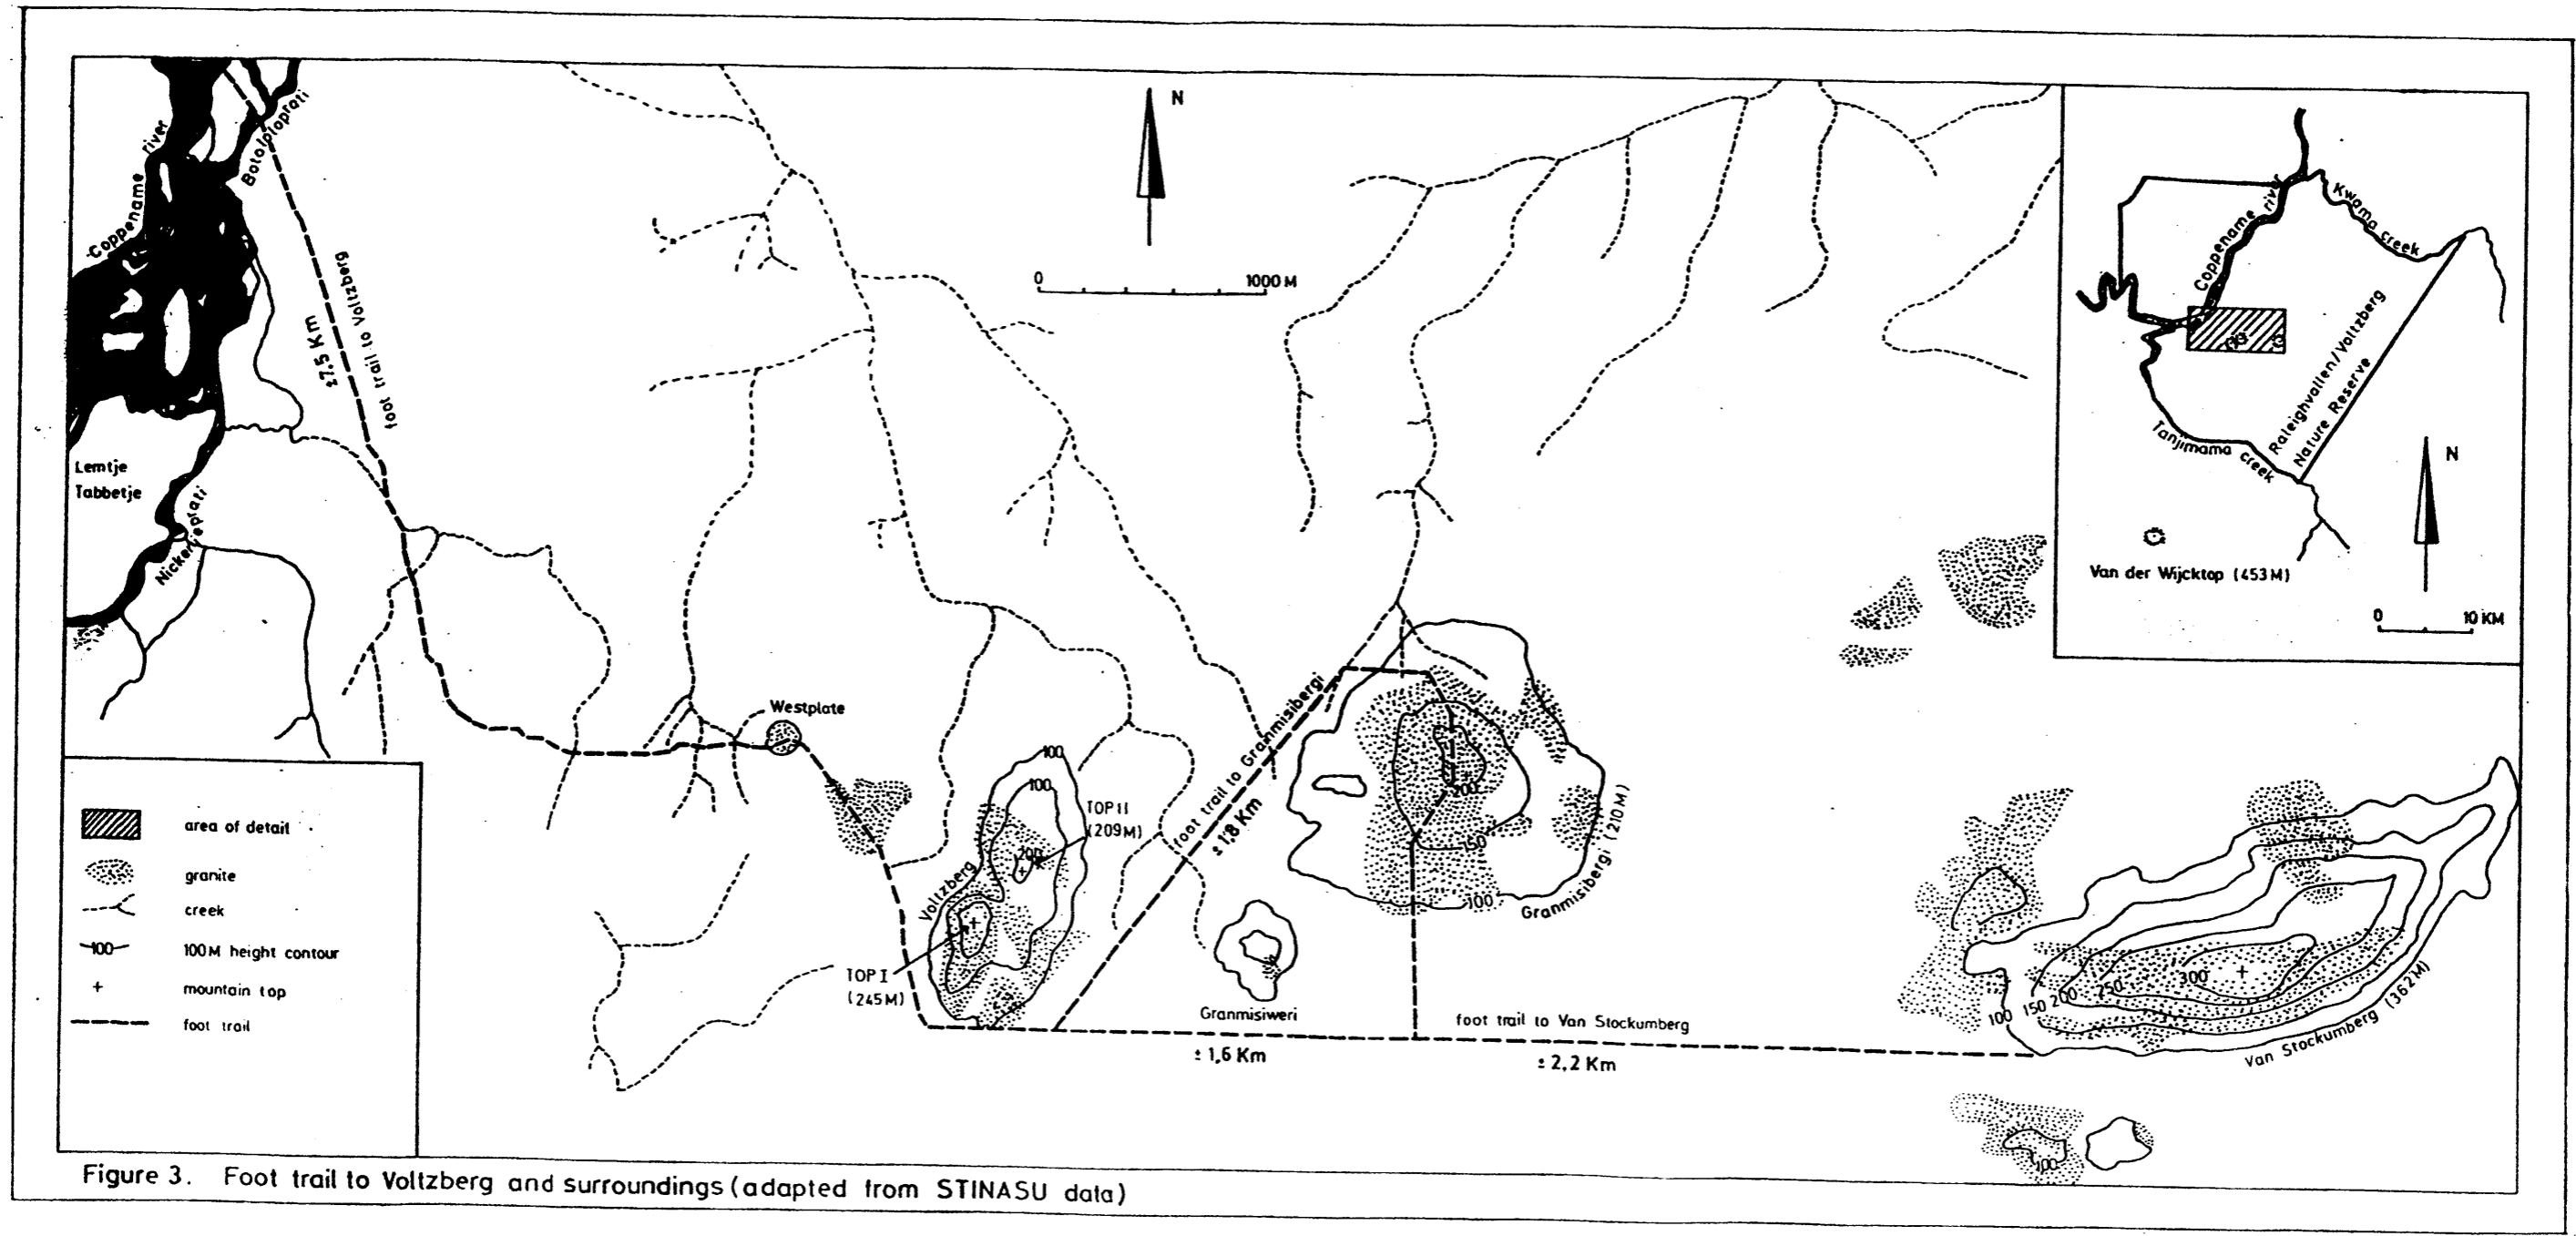 Coppename river
Bototopoprati
N
0 1000 M
± 7,5 Km
foot trail to Voltzberg
Lemtje
Tabbetje
Nickerieprati
Westplate
100
100
TOP II
(209M)
200
Voltzberg
TOP I
(245M)
foot trail to Granmisibergi
± 1,8 Km
200
150
100
Granmisibergi (210M)
Granmisiweri
foot trail to Van Stockumberg
± 1,6 Km
± 2,2 Km
100 150 200 250 300
Van Stockumberg (362M)
100
Coppename river
Kwama creek
Raleighvallen/Voltzberg
Nature Reserve
Tanjimama creek
N
Van der Wijcktop (453M)
0 10 KM
area of detail
granite
creek
100 100M height contour
+ mountain top
foot trail
Figure 3. Foot trail to Voltzberg and surroundings (adapted from STINASU data)